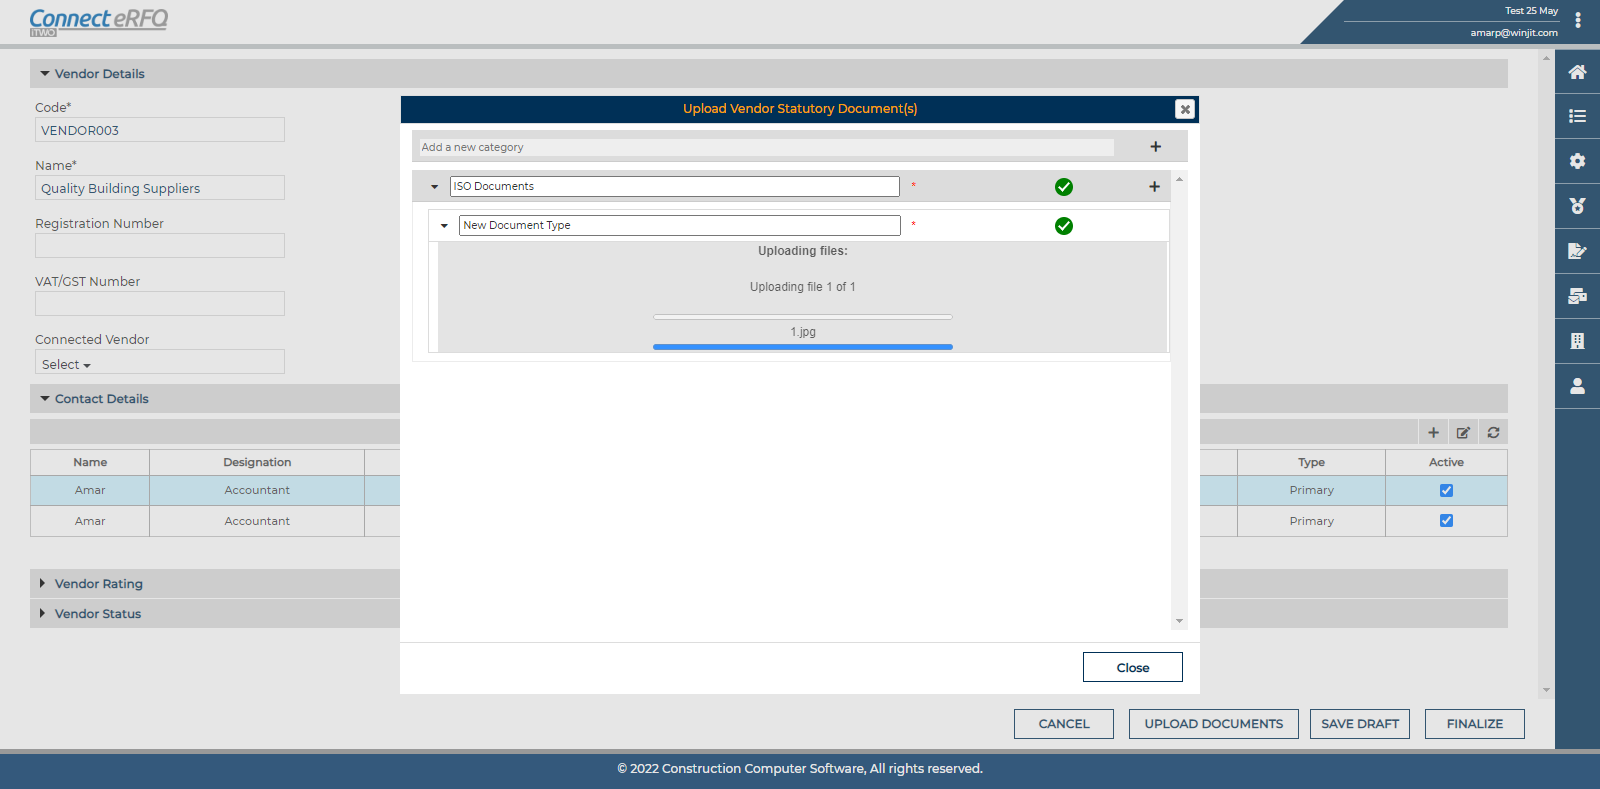 Connect eRFQ
iTWO
Test 25 May
amarp@winjit.com
Vendor Details
Code*
VENDOR003
Name*
Quality Building Suppliers
Registration Number
VAT/GST Number
Connected Vendor
Select
Upload Vendor Statutory Document(s)
Add a new category
ISO Documents *
New Document Type *
Uploading files:
Uploading file 1 of 1
1.jpg
Close
Contact Details
Name Designation Type Active
Amar Accountant Primary
Amar Accountant Primary
Vendor Rating
Vendor Status
CANCEL UPLOAD DOCUMENTS SAVE DRAFT FINALIZE
© 2022 Construction Computer Software, All rights reserved.